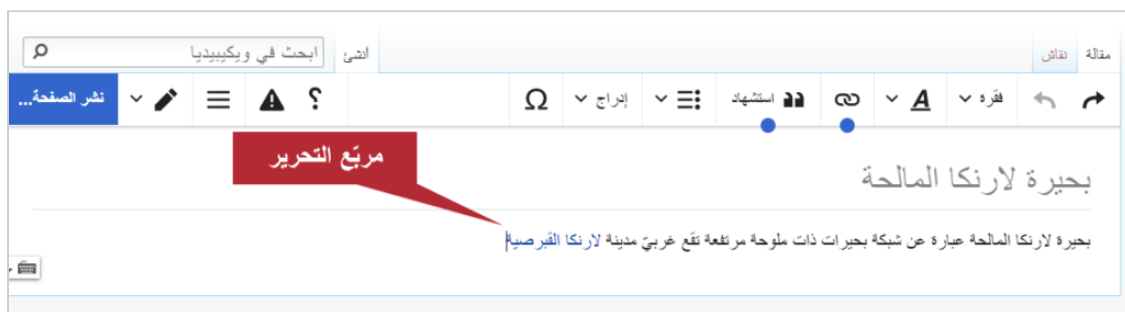 مقالة نقاش أنشئ ابحث في ويكيبيديا
فقرة A استشهاد إدراج Ω ؟ نشر الصفحة...
مربّع التحرير
بحيرة لارنكا المالحة
بحيرة لارنكا المالحة عبارة عن شبكة بحيرات ذات ملوحة مرتفعة تقع غربيّ مدينة لارنكا القبرصية